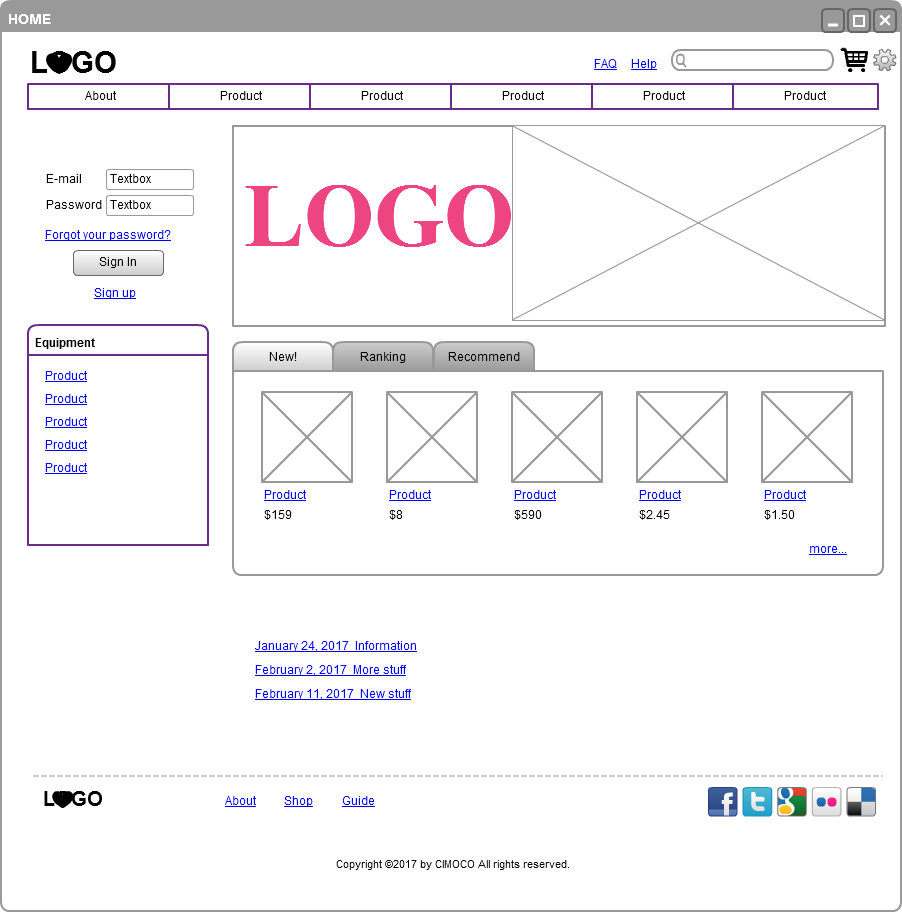 HOME
LOGO
FAQ Help
About Product Product Product Product Product
E-mail Textbox
Password Textbox
Forgot your password?
Sign In
Sign up
LOGO
Equipment
Product
Product
Product
Product
Product
New! Ranking Recommend
Product Product Product Product Product
$159 $8 $590 $2.45 $1.50
more...
January 24, 2017 Information
February 2, 2017 More stuff
February 11, 2017 New stuff
LOGO About Shop Guide
Copyright ©2017 by CIMOCO All rights reserved.